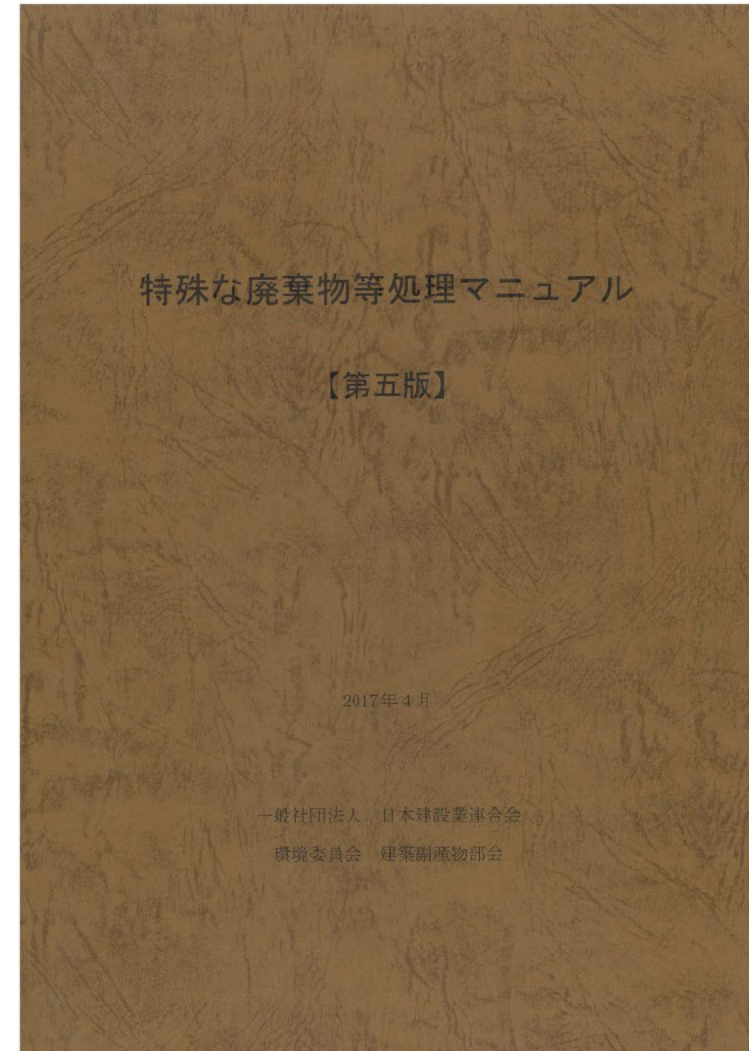 特殊な廃棄物等処理マニュアル
【第五版】
2017年4月
一般社団法人 日本建設業連合会
環境委員会 建築副産物部会